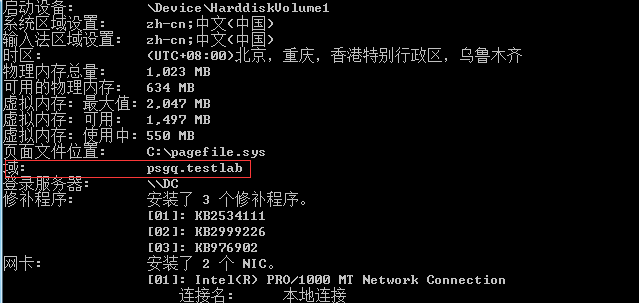 启动设备: \Device\HarddiskVolume1
系统区域设置: zh-cn;中文(中国)
输入法区域设置: zh-cn;中文(中国)
时区: (UTC+08:00)北京，重庆，香港特别行政区，乌鲁木齐
物理内存总量: 1,023 MB
可用的物理内存: 634 MB
虚拟内存: 最大值: 2,047 MB
虚拟内存: 可用: 1,497 MB
虚拟内存: 使用中: 550 MB
页面文件位置: C:\pagefile.sys
域: psgq.testlab
登录服务器: \\DC
修补程序: 安装了 3 个修补程序。
[01]: KB2534111
[02]: KB2999226
[03]: KB976902
网卡: 安装了 2 个 NIC。
[01]: Intel(R) PRO/1000 MT Network Connection
连接名: 本地连接